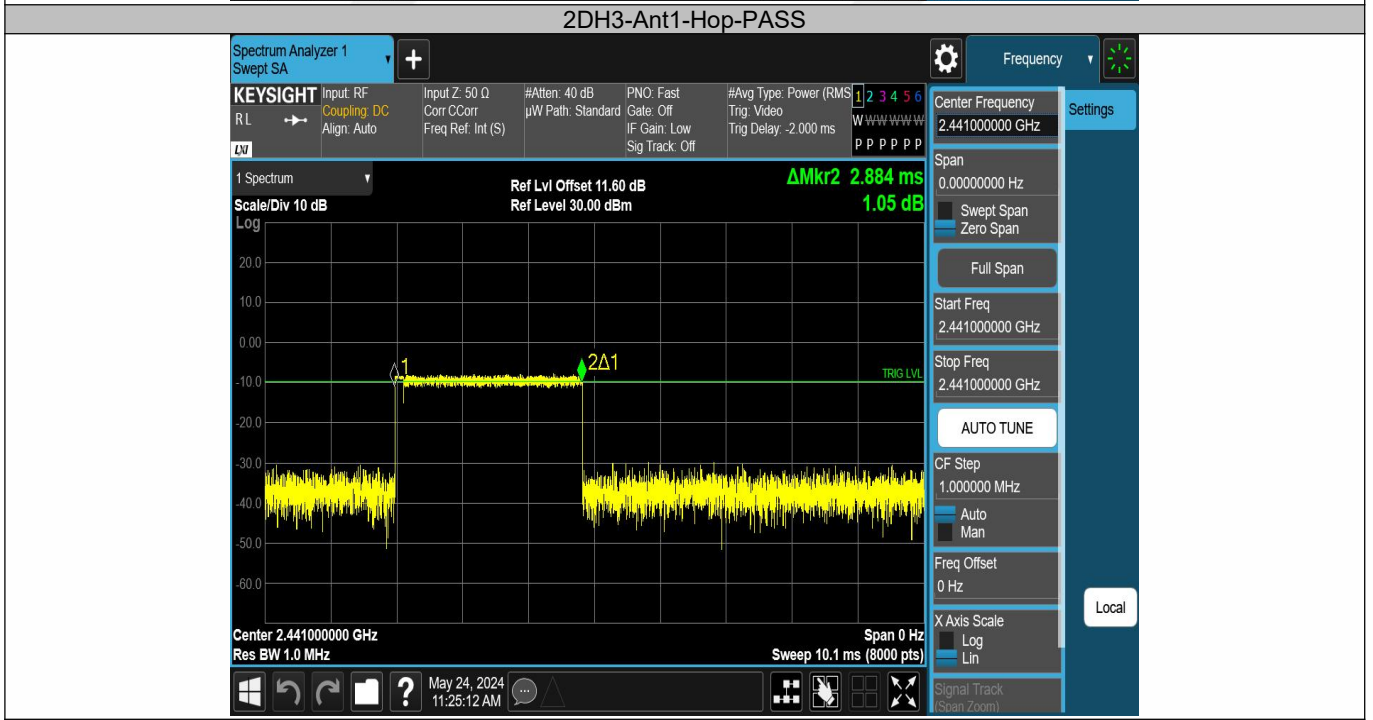 2DH3-Ant1-Hop-PASS
Spectrum Analyzer 1
Swept SA
+
Frequency
KEYSIGHT
RL
LXI
Input: RF
Coupling: DC
Align: Auto
Input Z: 50 Ω
Corr CCorr
Freq Ref: Int (S)
#Atten: 40 dB
µW Path: Standard
PNO: Fast
Gate: Off
IF Gain: Low
Sig Track: Off
#Avg Type: Power (RMS
Trig: Video
Trig Delay: -2.000 ms
1 2 3 4 5 6
W W W W W W
P P P P P P
1 Spectrum
Scale/Div 10 dB
Ref Lvl Offset 11.60 dB
Ref Level 30.00 dBm
ΔMkr2 2.884 ms
1.05 dB
Log
20.0
10.0
0.00
-10.0
-20.0
-30.0
-40.0
-50.0
-60.0
1
2Δ1
TRIG LVL
Center 2.441000000 GHz
Res BW 1.0 MHz
Span 0 Hz
Sweep 10.1 ms (8000 pts)
Center Frequency
2.441000000 GHz
Settings
Span
0.00000000 Hz
Swept Span
Zero Span
Full Span
Start Freq
2.441000000 GHz
Stop Freq
2.441000000 GHz
AUTO TUNE
CF Step
1.000000 MHz
Auto
Man
Freq Offset
0 Hz
Local
X Axis Scale
Log
Lin
Signal Track
(Span Zoom)
?
May 24, 2024
11:25:12 AM